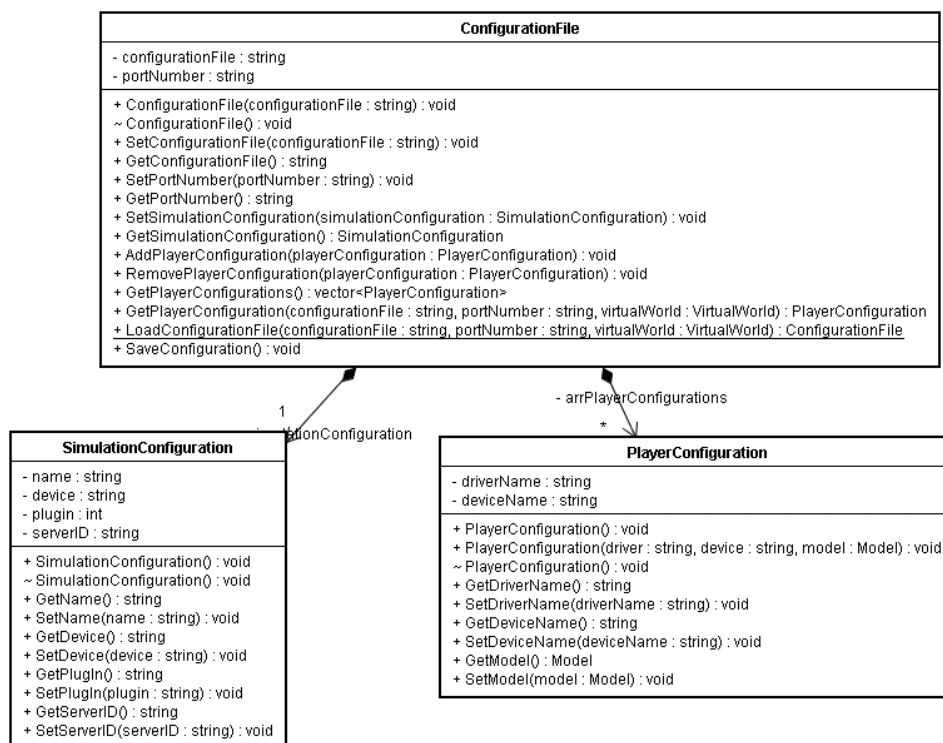 ConfigurationFile
- configurationFile : string
- portNumber : string
+ ConfigurationFile(configurationFile : string) : void
~ ConfigurationFile() : void
+ SetConfigurationFile(configurationFile : string) : void
+ GetConfigurationFile() : string
+ SetPortNumber(portNumber : string) : void
+ GetPortNumber() : string
+ SetSimulationConfiguration(simulationConfiguration : SimulationConfiguration) : void
+ GetSimulationConfiguration() : SimulationConfiguration
+ AddPlayerConfiguration(playerConfiguration : PlayerConfiguration) : void
+ RemovePlayerConfiguration(playerConfiguration : PlayerConfiguration) : void
+ GetPlayerConfigurations() : vector<PlayerConfiguration>
+ GetPlayerConfiguration(configurationFile : string, portNumber : string, virtualWorld : VirtualWorld) : PlayerConfiguration
+ LoadConfigurationFile(configurationFile : string, portNumber : string, virtualWorld : VirtualWorld) : ConfigurationFile
+ SaveConfiguration() : void
- arrPlayerConfigurations
1
*
SimulationConfiguration
- name : string
- device : string
- plugin : int
- serverID : string
+ SimulationConfiguration() : void
~ SimulationConfiguration() : void
+ GetName() : string
+ SetName(name : string) : void
+ GetDevice() : string
+ SetDevice(device : string) : void
+ GetPlugIn() : string
+ SetPlugIn(plugin : string) : void
+ GetServerID() : string
+ SetServerID(serverID : string) : void
PlayerConfiguration
- driverName : string
- deviceName : string
+ PlayerConfiguration() : void
+ PlayerConfiguration(driver : string, device : string, model : Model) : void
~ PlayerConfiguration() : void
+ GetDriverName() : string
+ SetDriverName(driverName : string) : void
+ GetDeviceName() : string
+ SetDeviceName(deviceName : string) : void
+ GetModel() : Model
+ SetModel(model : Model) : void